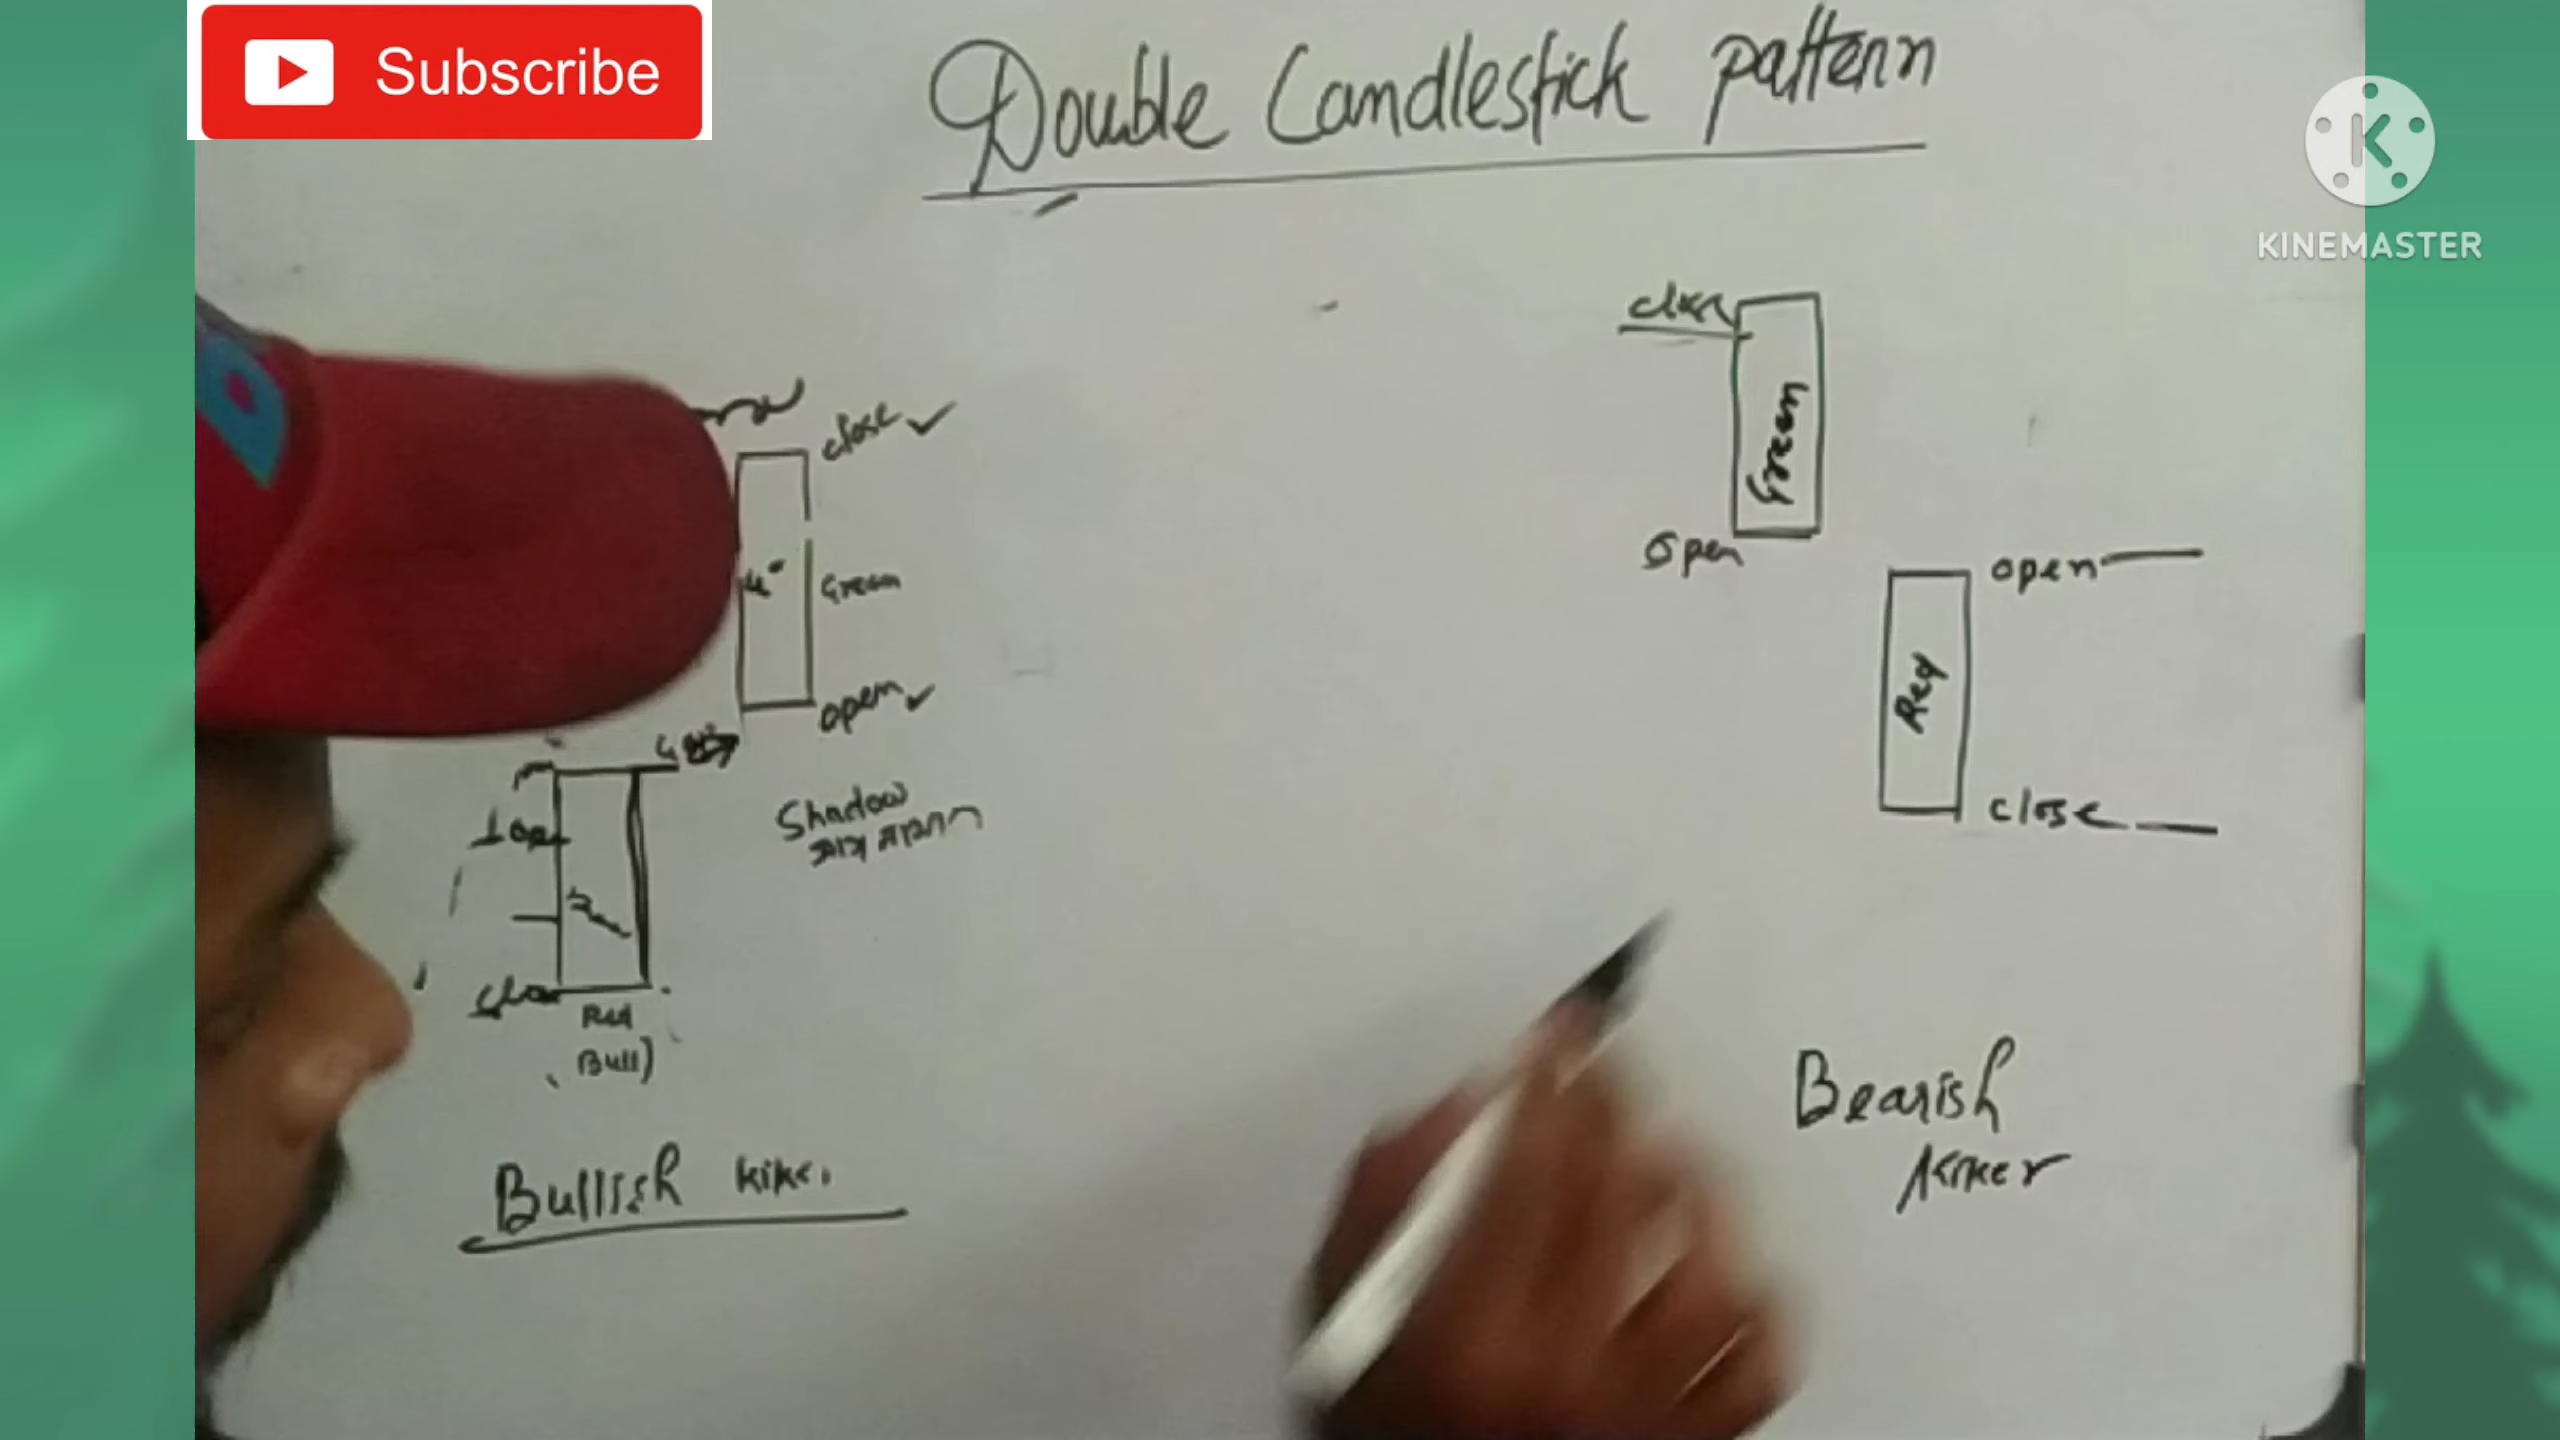 Subscribe
Double Candlestick pattern
KINEMASTER
close
Green
open
open
Red
close
close
Green
open
Shadow
Red
Bull)
Bullish kike
Bearish
kiker